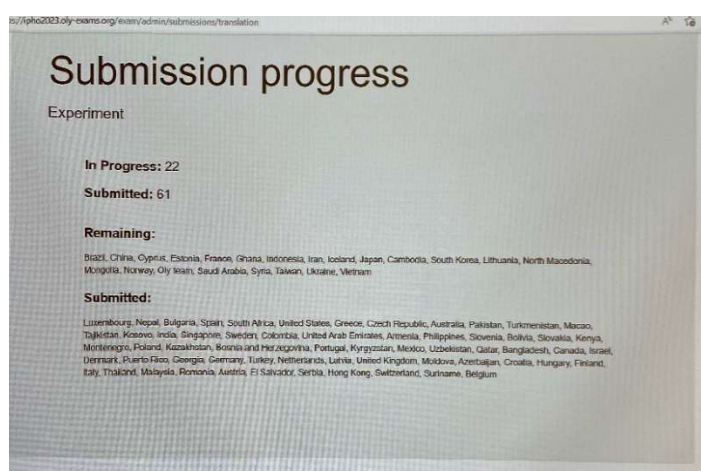 s://ipho2023.oly-exams.org/exam/admin/submissions/translation
Submission progress
Experiment
In Progress: 22
Submitted: 61
Remaining:
Brazil, China, Cyprus, Estonia, France, Ghana, Indonesia, Iran, Iceland, Japan, Cambodia, South Korea, Lithuania, North Macedonia,
Mongolia, Norway, Oly team, Saudi Arabia, Syria, Taiwan, Ukraine, Vietnam
Submitted:
Luxembourg, Nepal, Bulgaria, Spain, South Africa, United States, Greece, Czech Republic, Australia, Pakistan, Turkmenistan, Macao,
Tajikistan, Kosovo, India, Singapore, Sweden, Colombia, United Arab Emirates, Armenia, Philippines, Slovenia, Bolivia, Slovakia, Kenya,
Montenegro, Poland, Kazakhstan, Bosnia and Herzegovina, Portugal, Kyrgyzstan, Mexico, Uzbekistan, Qatar, Bangladesh, Canada, Israel,
Denmark, Puerto Rico, Georgia, Germany, Turkey, Netherlands, Latvia, United Kingdom, Moldova, Azerbaijan, Croatia, Hungary, Finland,
Italy, Thailand, Malaysia, Romania, Austria, El Salvador, Serbia, Hong Kong, Switzerland, Suriname, Belgium